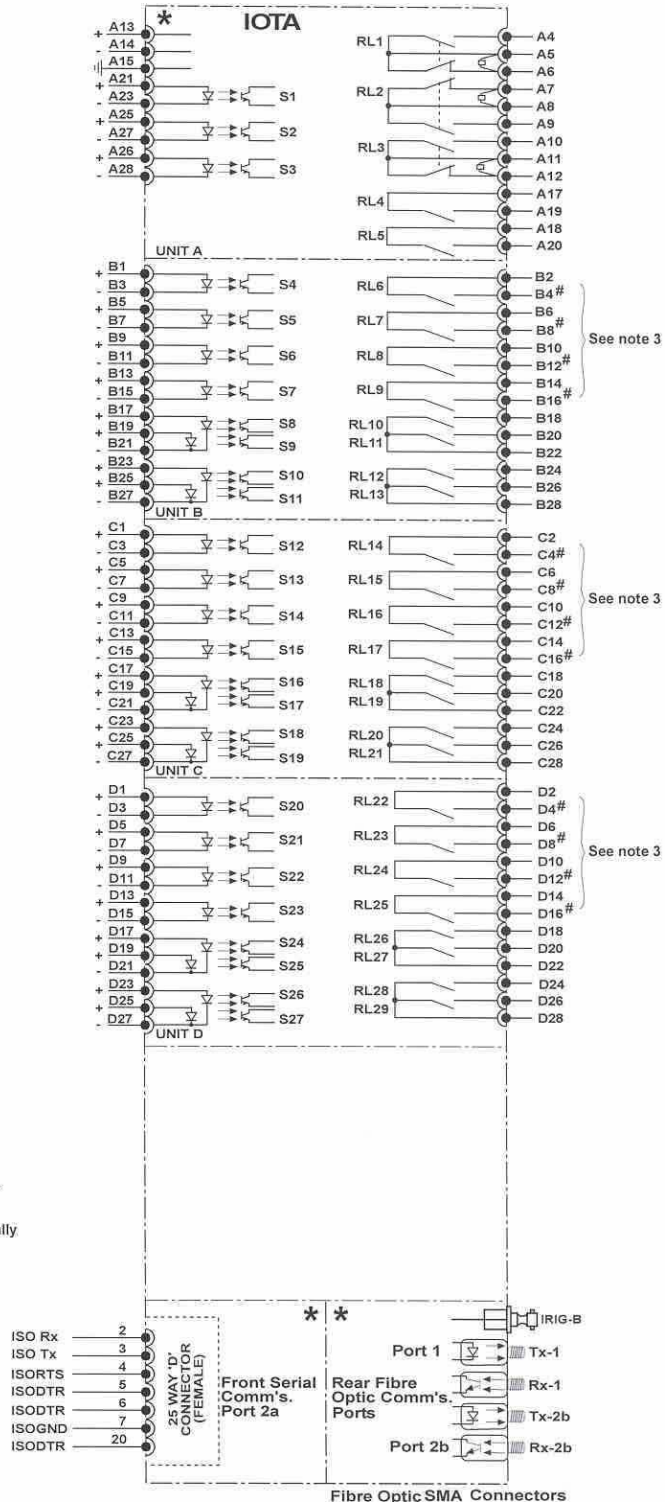 * IOTA
+ A13
- A14
A15
+ A21
- A23
+ A25
- A27
+ A26
- A28
S1
S2
S3
RL1
RL2
RL3
RL4
RL5
A4
A5
A6
A7
A8
A9
A10
A11
A12
A17
A19
A18
A20
UNIT A
+ B1
- B3
+ B5
- B7
+ B9
- B11
+ B13
- B15
+ B17
+ B19
- B21
+ B23
+ B25
- B27
S4
S5
S6
S7
S8
S9
S10
S11
RL6
RL7
RL8
RL9
RL10
RL11
RL12
RL13
B2
B4#
B6
B8#
B10
B12#
B14
B16#
B18
B20
B22
B24
B26
B28
See note 3
UNIT B
+ C1
- C3
+ C5
- C7
+ C9
- C11
+ C13
- C15
+ C17
+ C19
- C21
+ C23
+ C25
- C27
S12
S13
S14
S15
S16
S17
S18
S19
RL14
RL15
RL16
RL17
RL18
RL19
RL20
RL21
C2
C4#
C6
C8#
C10
C12#
C14
C16#
C18
C20
C22
C24
C26
C28
See note 3
UNIT C
+ D1
- D3
+ D5
- D7
+ D9
- D11
+ D13
- D15
+ D17
+ D19
- D21
+ D23
+ D25
- D27
S20
S21
S22
S23
S24
S25
S26
S27
RL22
RL23
RL24
RL25
RL26
RL27
RL28
RL29
D2
D4#
D6
D8#
D10
D12#
D14
D16#
D18
D20
D22
D24
D26
D28
See note 3
UNIT D
lly
ISO Rx 2
ISO Tx 3
ISORTS 4
ISODTR 5
ISODTR 6
ISOGND 7
ISODTR 20
25 WAY 'D'
CONNECTOR
(FEMALE)
*
Front Serial
Comm's.
Port 2a
*
Rear Fibre
Optic Comm's.
Ports
IRIG-B
Port 1
Tx-1
Rx-1
Tx-2b
Port 2b
Rx-2b
Fibre Optic SMA Connectors